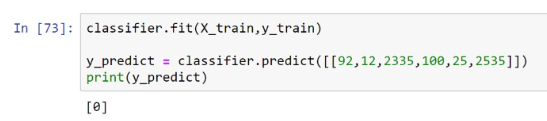 In [73]: classifier.fit(X_train,y_train)
y_predict = classifier.predict([[92,12,2335,100,25,2535]])
print(y_predict)
[0]